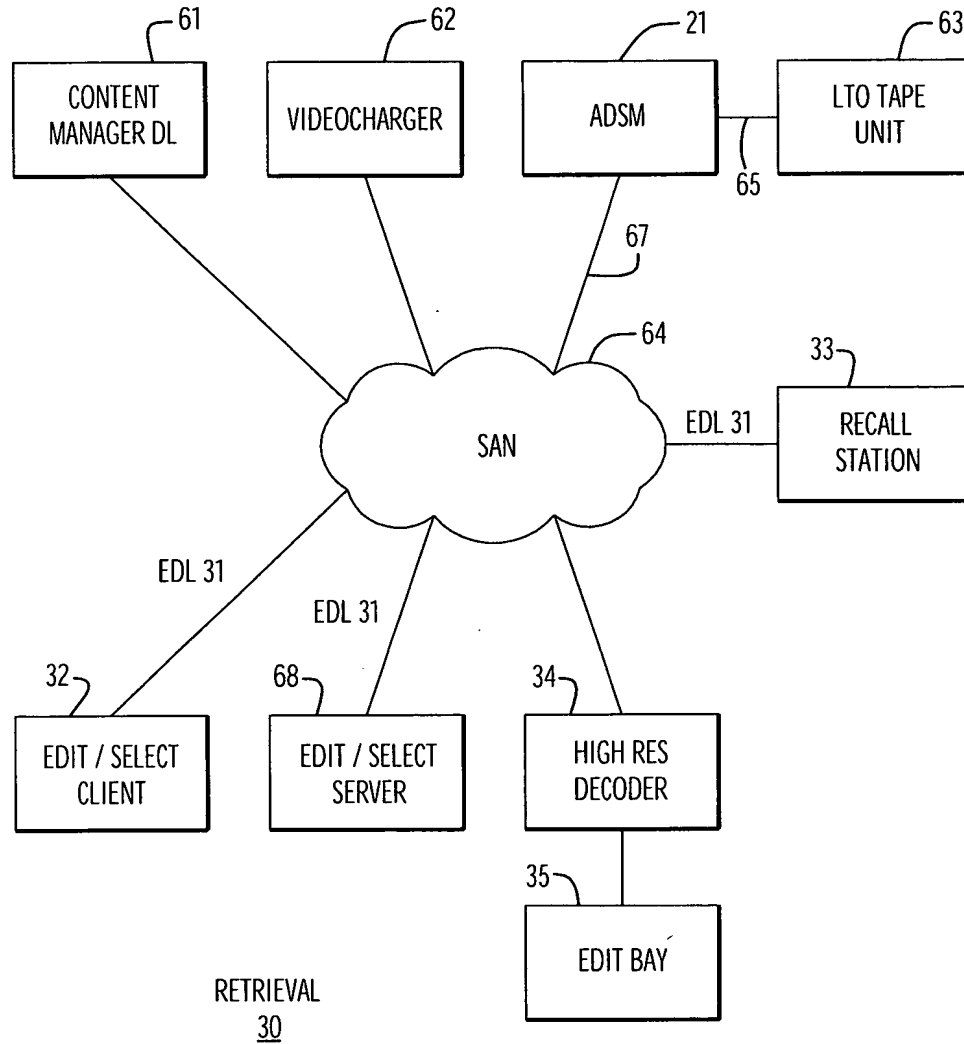 61
62
21
63
CONTENT
MANAGER DL
VIDEOCHARGER
ADSM
LTO TAPE
UNIT
65
67
64
33
SAN
EDL 31
RECALL
STATION
EDL 31
EDL 31
32
68
34
EDIT / SELECT
CLIENT
EDIT / SELECT
SERVER
HIGH RES
DECODER
35
EDIT BAY
RETRIEVAL
30